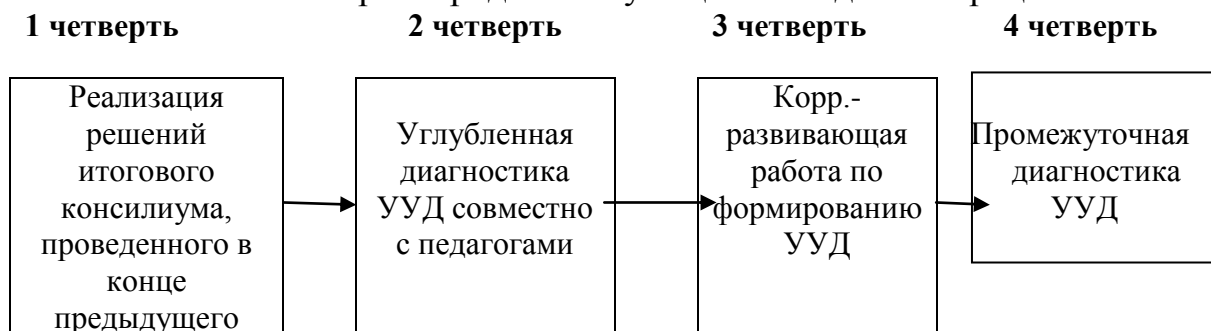 1 четверть 2 четверть 3 четверть 4 четверть
Реализация
решений
итогового
консилиума,
проведенного в
конце
предыдущего
Углубленная
диагностика
УУД совместно
с педагогами
Корр.-
развивающая
работа по
формированию
УУД
Промежуточная
диагностика
УУД